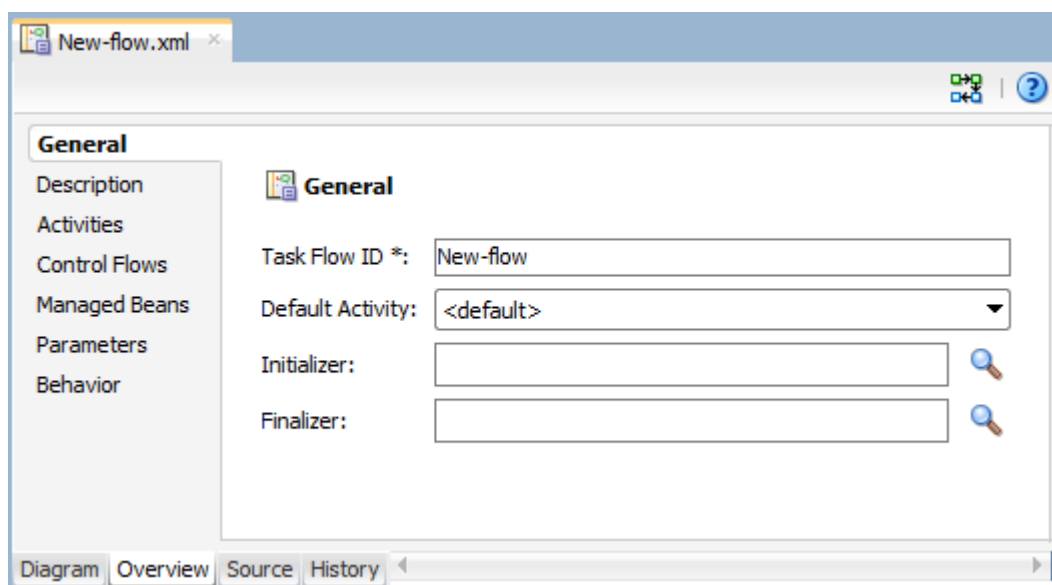 New-flow.xml
General
Description
Activities
Control Flows
Managed Beans
Parameters
Behavior
General
Task Flow ID *: New-flow
Default Activity: <default>
Initializer:
Finalizer:
Diagram Overview Source History